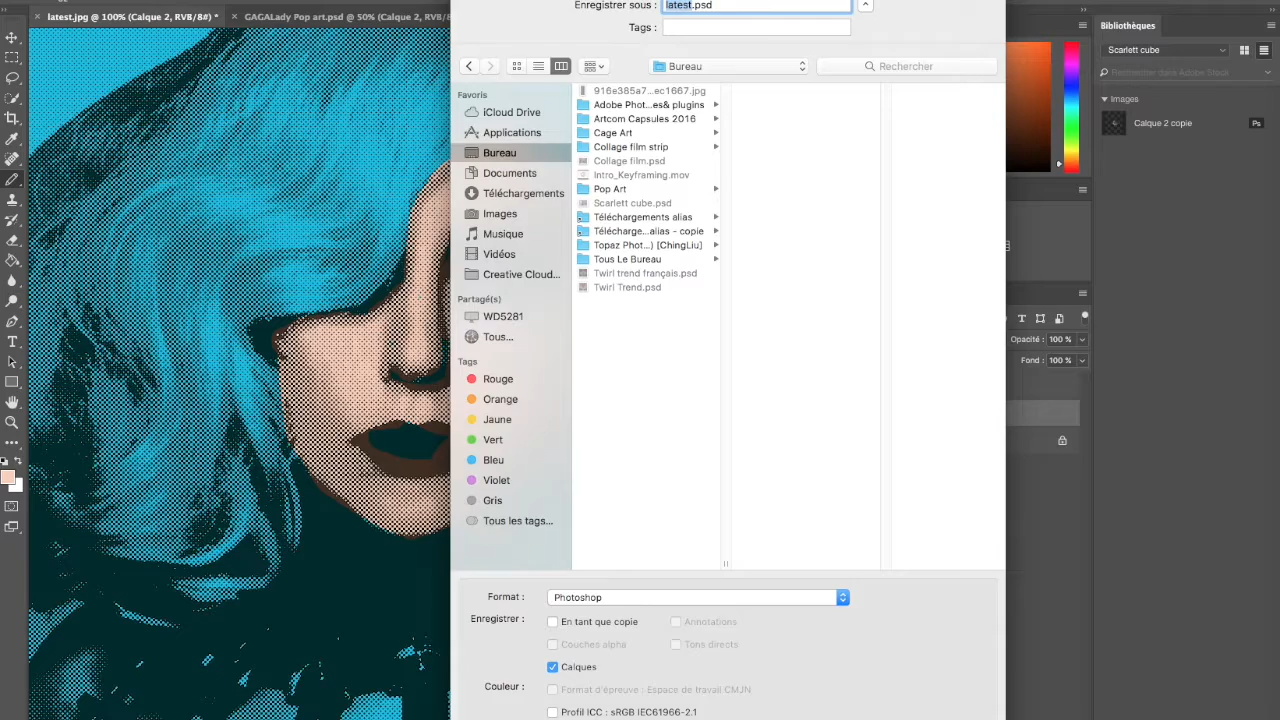 Enregistrer sous : latest.psd
latest.jpg @ 100% (Calque 2, RVB/8#) *
GAGALady Pop art.psd @ 50% (Calque 2, RVB/8
Tags :
Bibliothèques
Scarlett cube
Bureau
Rechercher
Rechercher dans Adobe Stock
Images
Calque 2 copie
Ps
Favoris
iCloud Drive
Applications
Bureau
Documents
Téléchargements
Images
Musique
Vidéos
Creative Cloud...
Partagé(s)
WD5281
Tous...
Tags
Rouge
Orange
Jaune
Vert
Bleu
Violet
Gris
Tous les tags...
916e385a7...ec1667.jpg
Adobe Phot...es& plugins
Artcom Capsules 2016
Cage Art
Collage film strip
Collage film.psd
Intro_Keyframing.mov
Pop Art
Scarlett cube.psd
Téléchargements alias
Télécharge...alias - copie
Topaz Phot...) [ChingLiu]
Tous Le Bureau
Twirl trend français.psd
Twirl Trend.psd
Opacité : 100 %
Fond : 100 %
Format : Photoshop
Enregistrer : En tant que copie
Annotations
Couches alpha
Tons directs
Calques
Couleur : Format d'épreuve : Espace de travail CMJN
Profil ICC : sRGB IEC61966-2.1